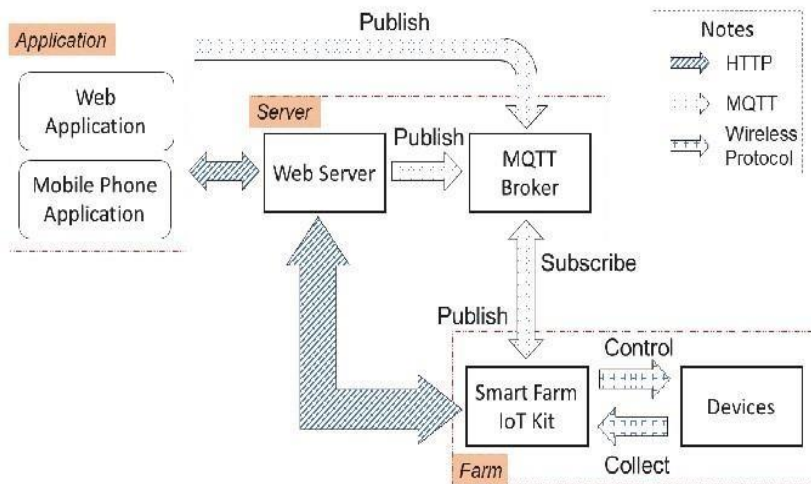 Publish
Application
Web
Application
Mobile Phone
Application
Server
Web Server
Publish
MQTT
Broker
Notes
HTTP
MQTT
Wireless
Protocol
Subscribe
Publish
Smart Farm
IoT Kit
Control
Collect
Devices
Farm